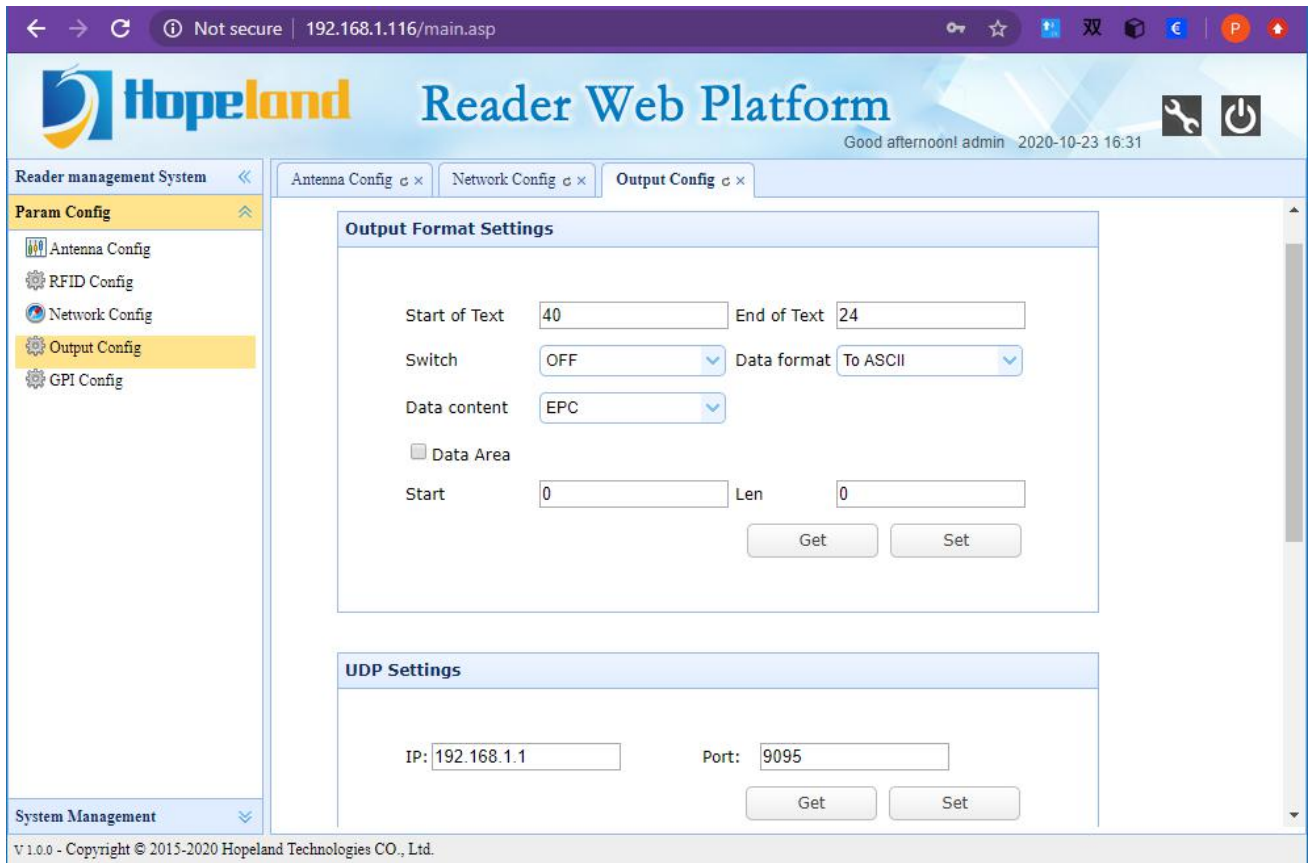 Not secure | 192.168.1.116/main.asp 双 € P
Hopeland Reader Web Platform
Good afternoon! admin 2020-10-23 16:31
Reader management System
Antenna Config Network Config Output Config
Param Config
Antenna Config
RFID Config
Network Config
Output Config
GPI Config
Output Format Settings
Start of Text 40 End of Text 24
Switch OFF Data format To ASCII
Data content EPC
Data Area
Start 0 Len 0
Get Set
UDP Settings
IP: 192.168.1.1 Port: 9095
Get Set
System Management
V 1.0.0 - Copyright © 2015-2020 Hopeland Technologies CO., Ltd.